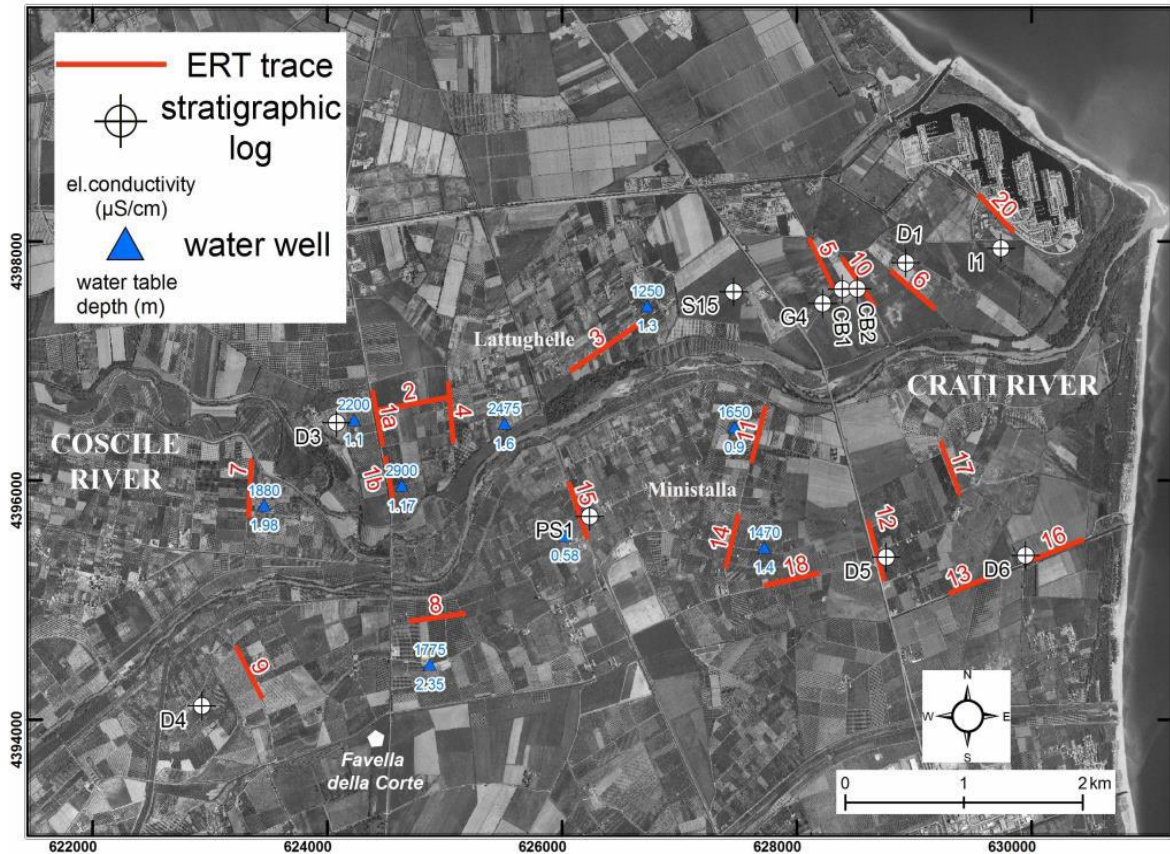 ERT trace
stratigraphic
log
el.conductivity
(µS/cm)
water well
water table
depth (m)
20
D1
I1
5
10
6
S15
G4
CB1
CB2
1250
1.3
Lattughelle
3
CRATI RIVER
2
2200
1a
4
2475
D3
1.1
1.6
COSCILE
RIVER
7
1880
1.98
1b
2900
1.17
1650
0.9
11
17
Ministalla
15
PS1
0.58
14
1470
1.4
18
12
D5
D6
16
13
8
1775
2.35
9
D4
Favella
della Corte
N
W
E
S
0
1
2 km
4398000
4396000
4394000
622000
624000
626000
628000
630000